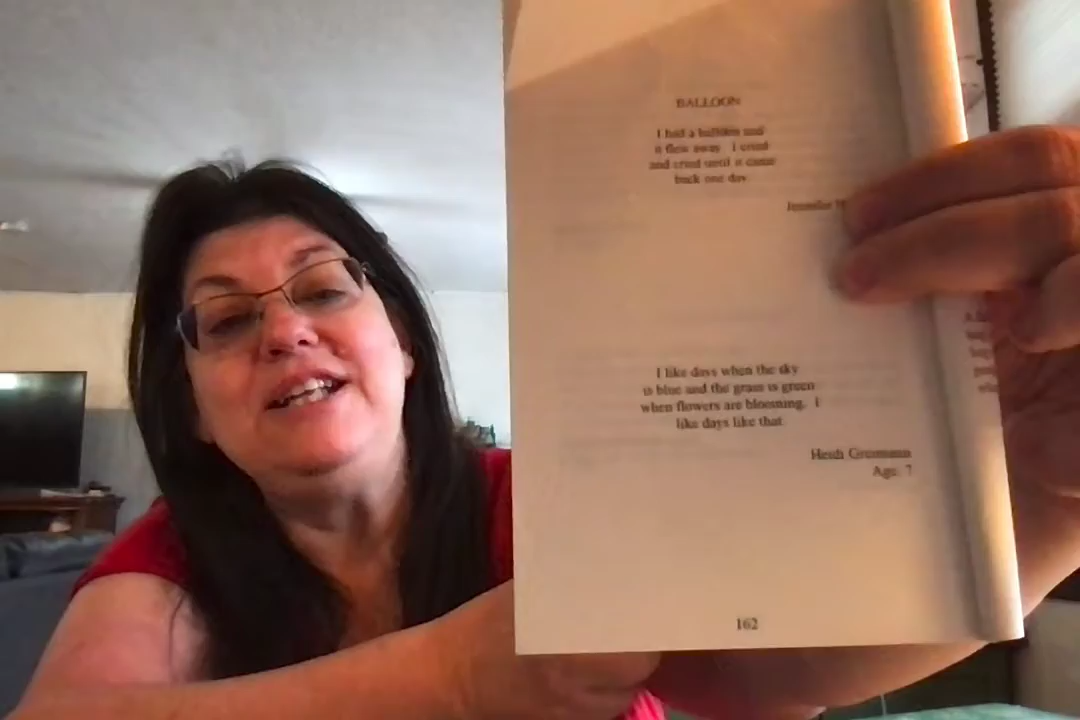 BALLOON
I had a balloon and
it flew away. I cried
and cried until it came
back one day.
Jennifer
I like days when the sky
is blue and the grass is green
when flowers are blooming. I
like days like that.
Heidi
Age: 7
162